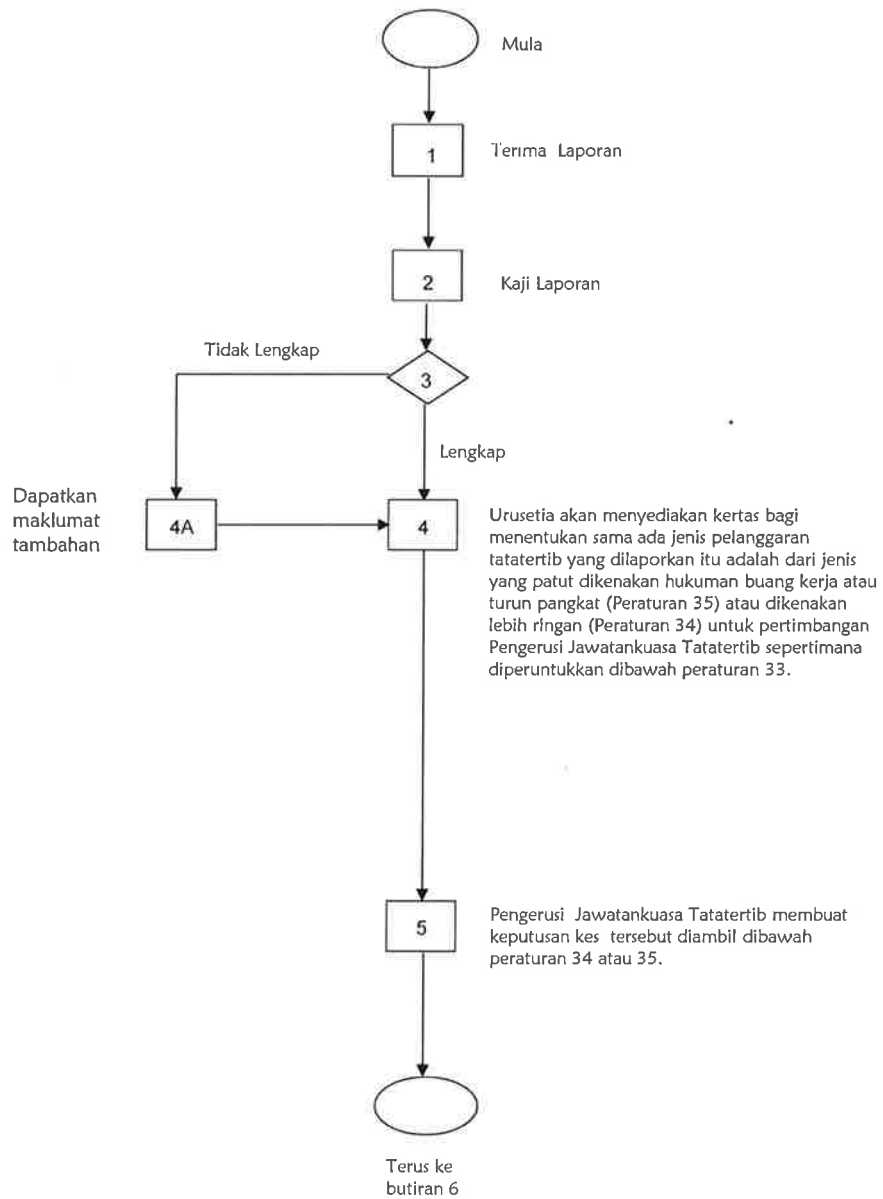 Mula
1
Terima Laporan
2
Kaji Laporan
Tidak Lengkap
3
Lengkap
Dapatkan
maklumat
tambahan
4A
4
Urusetia akan menyediakan kertas bagi
menentukan sama ada jenis pelanggaran
tatatertib yang dilaporkan itu adalah dari jenis
yang patut dikenakan hukuman buang kerja atau
turun pangkat (Peraturan 35) atau dikenakan
lebih ringan (Peraturan 34) untuk pertimbangan
Pengerusi Jawatankuasa Tatatertib sepertimana
diperuntukkan dibawah peraturan 33.
5
Pengerusi Jawatankuasa Tatatertib membuat
keputusan kes tersebut diambil dibawah
peraturan 34 atau 35.
Terus ke
butiran 6